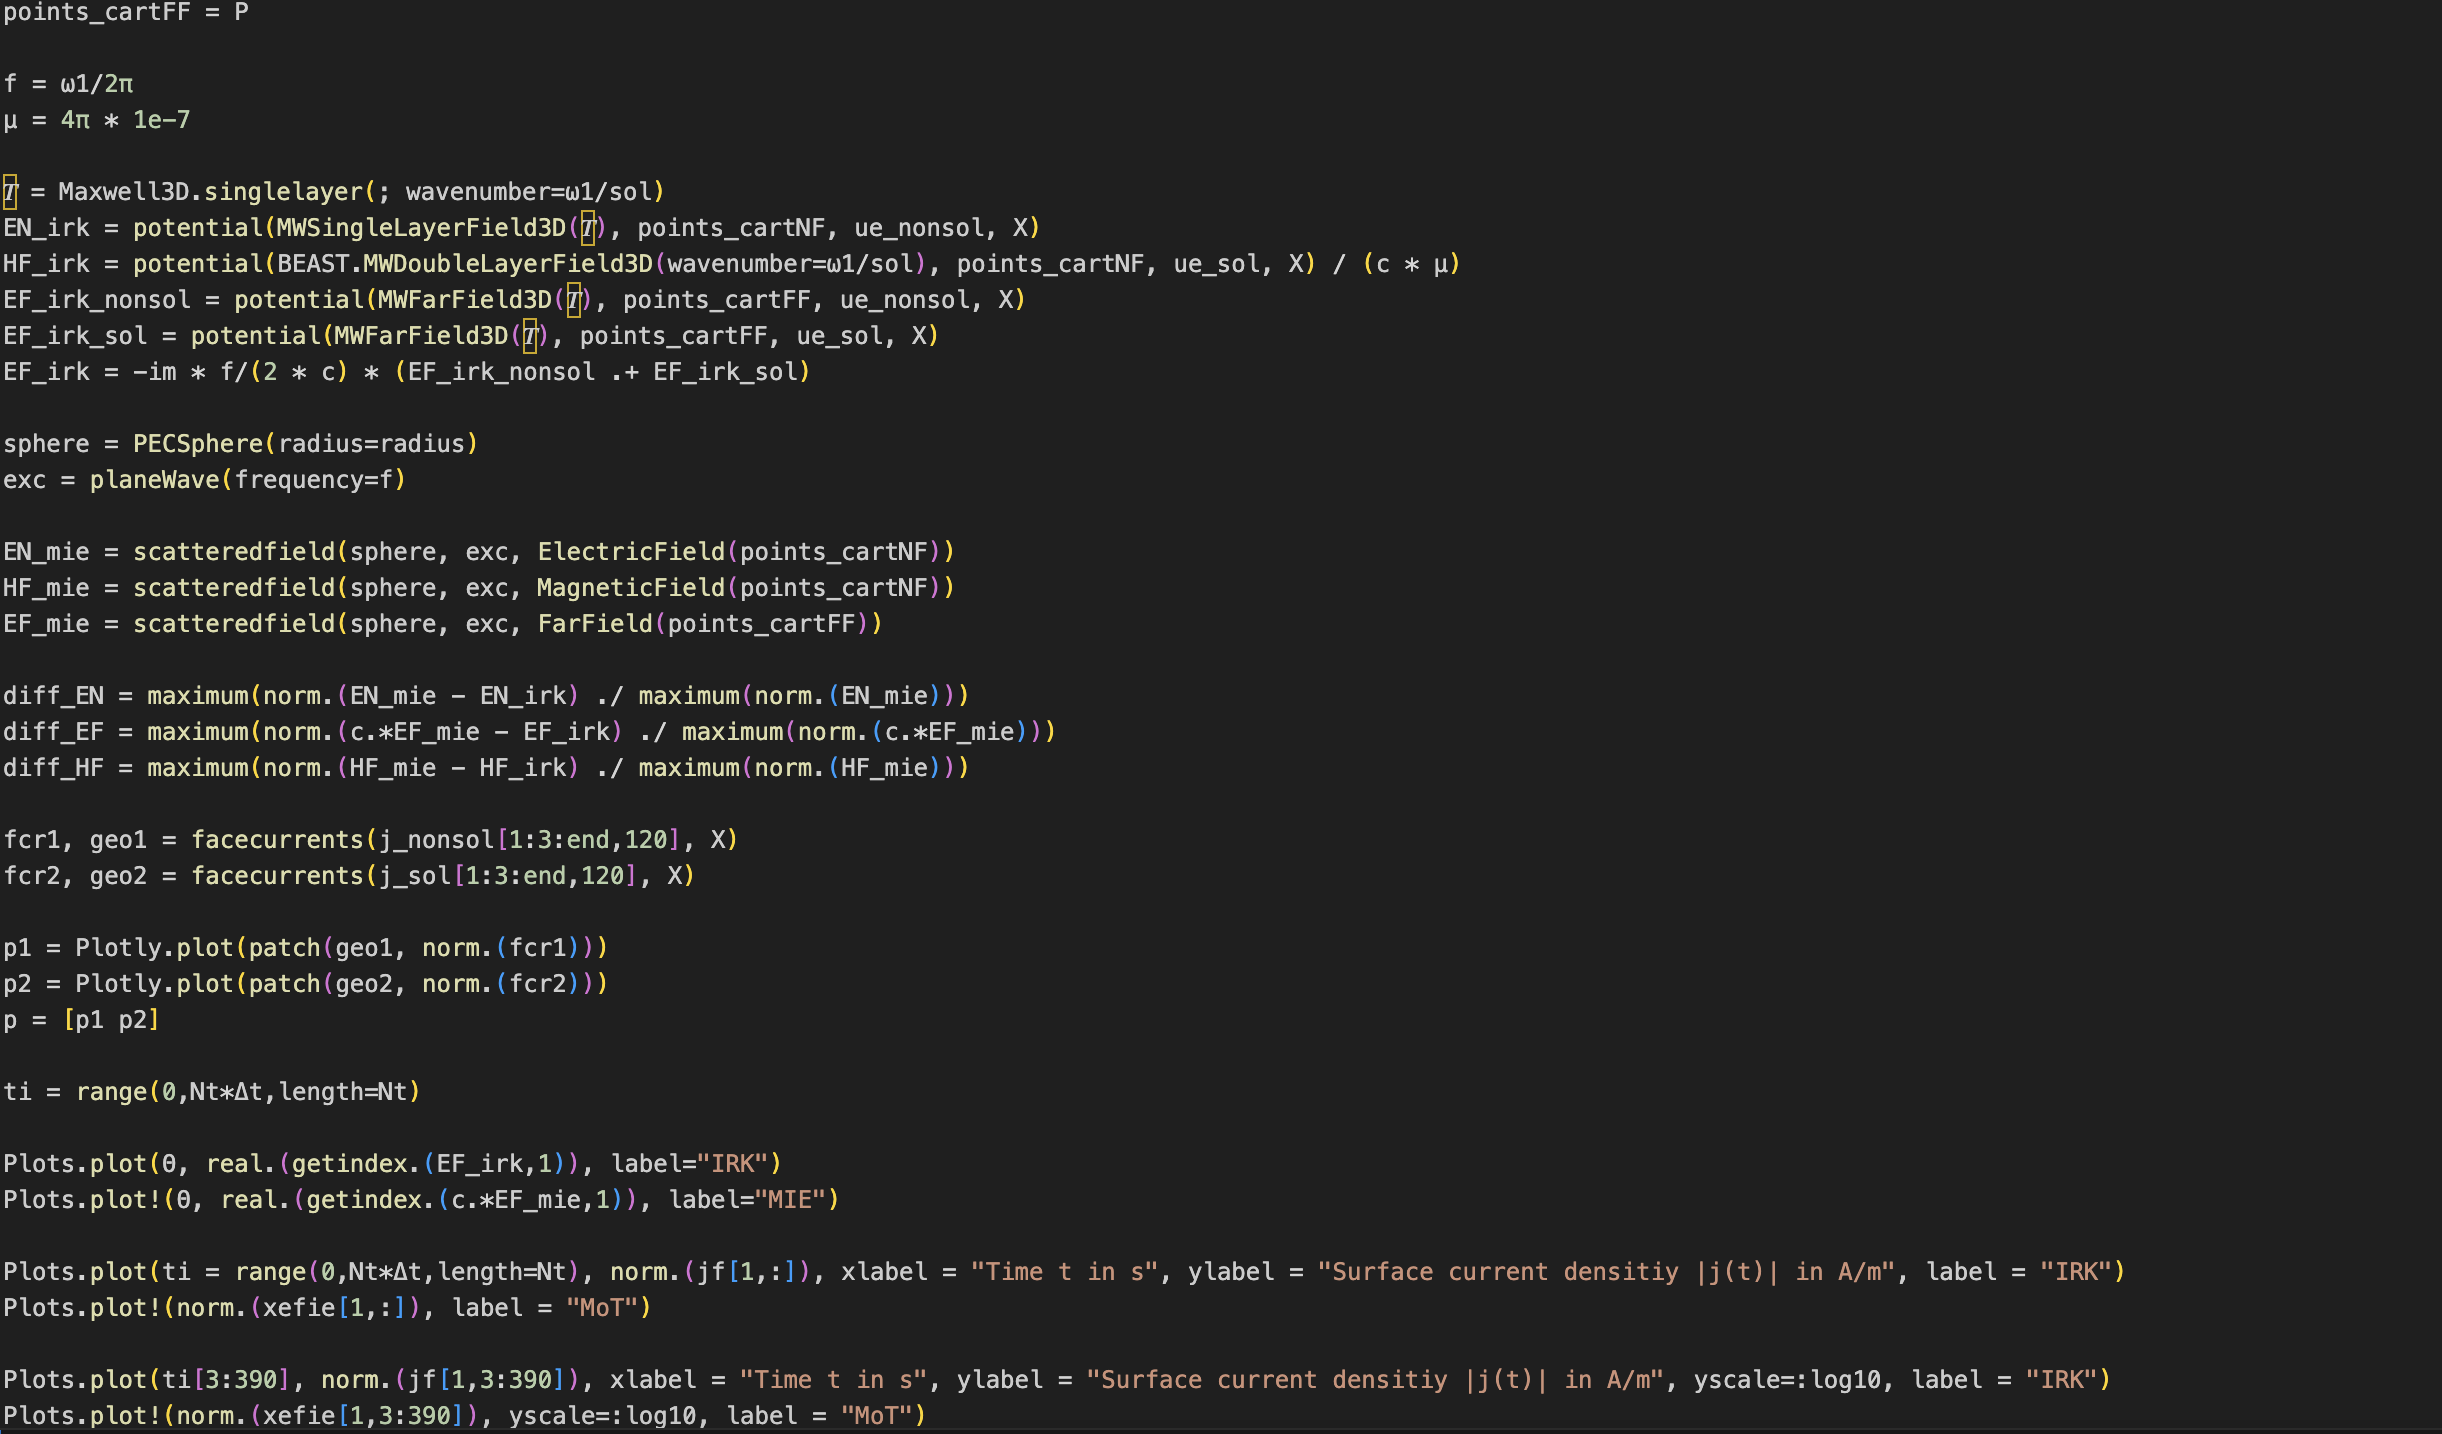 points_cartFF = P
f = ω1/2π
μ = 4π * 1e-7
𝑇 = Maxwell3D.singlelayer(; wavenumber=ω1/sol)
EN_irk = potential(MWSingleLayerField3D(𝑇), points_cartNF, ue_nonsol, X)
HF_irk = potential(BEAST.MWDoubleLayerField3D(wavenumber=ω1/sol), points_cartNF, ue_sol, X) / (c * μ)
EF_irk_nonsol = potential(MWFarField3D(𝑇), points_cartFF, ue_nonsol, X)
EF_irk_sol = potential(MWFarField3D(𝑇), points_cartFF, ue_sol, X)
EF_irk = -im * f/(2 * c) * (EF_irk_nonsol .+ EF_irk_sol)
sphere = PECSphere(radius=radius)
exc = planeWave(frequency=f)
EN_mie = scatteredfield(sphere, exc, ElectricField(points_cartNF))
HF_mie = scatteredfield(sphere, exc, MagneticField(points_cartNF))
EF_mie = scatteredfield(sphere, exc, FarField(points_cartFF))
diff_EN = maximum(norm.(EN_mie - EN_irk) ./ maximum(norm.(EN_mie)))
diff_EF = maximum(norm.(c.*EF_mie - EF_irk) ./ maximum(norm.(c.*EF_mie)))
diff_HF = maximum(norm.(HF_mie - HF_irk) ./ maximum(norm.(HF_mie)))
fcr1, geo1 = facecurrents(j_nonsol[1:3:end,120], X)
fcr2, geo2 = facecurrents(j_sol[1:3:end,120], X)
p1 = Plotly.plot(patch(geo1, norm.(fcr1)))
p2 = Plotly.plot(patch(geo2, norm.(fcr2)))
p = [p1 p2]
ti = range(0,Nt*Δt,length=Nt)
Plots.plot(θ, real.(getindex.(EF_irk,1)), label="IRK")
Plots.plot!(θ, real.(getindex.(c.*EF_mie,1)), label="MIE")
Plots.plot(ti = range(0,Nt*Δt,length=Nt), norm.(jf[1,:]), xlabel = "Time t in s", ylabel = "Surface current densitiy |j(t)| in A/m", label = "IRK")
Plots.plot!(norm.(xefie[1,:]), label = "MoT")
Plots.plot(ti[3:390], norm.(jf[1,3:390]), xlabel = "Time t in s", ylabel = "Surface current densitiy |j(t)| in A/m", yscale=:log10, label = "IRK")
Plots.plot!(norm.(xefie[1,3:390]), yscale=:log10, label = "MoT")